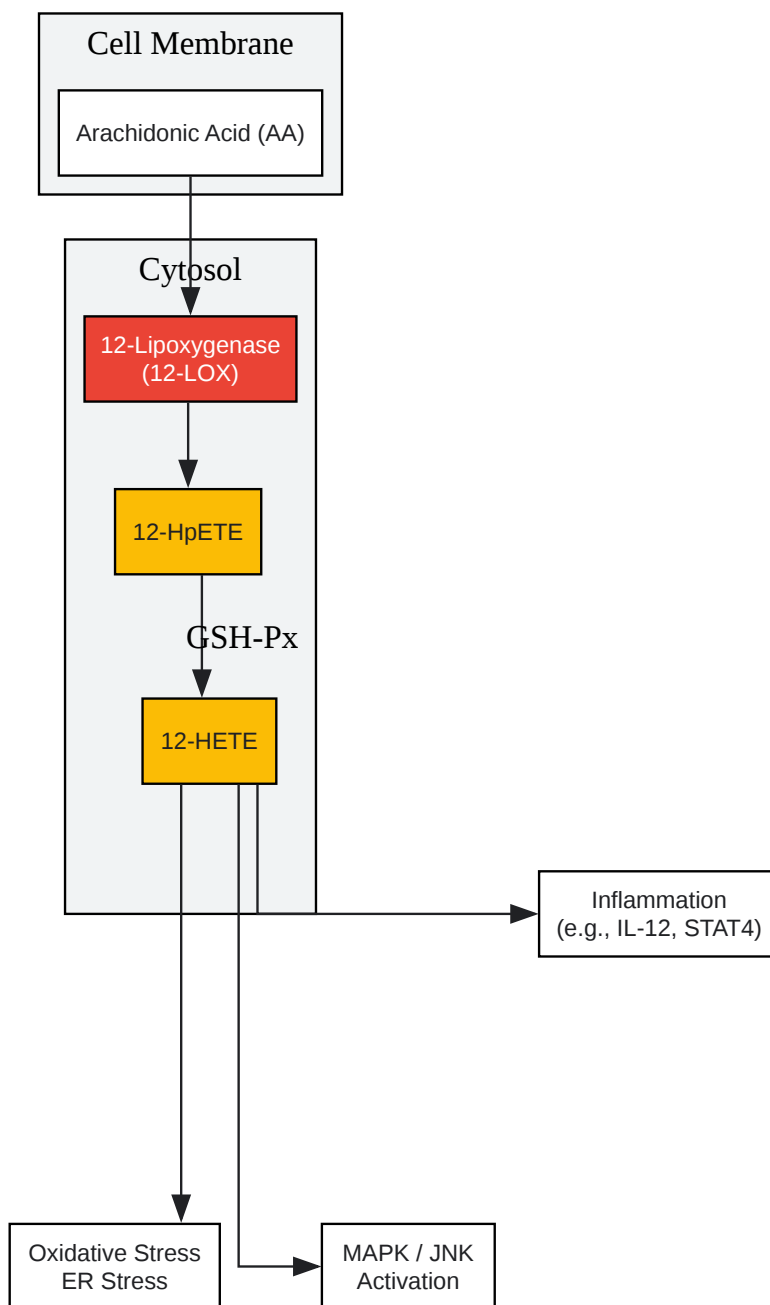 Cell Membrane
Arachidonic Acid (AA)
Cytosol
12-Lipoxygenase
(12-LOX)
12-HpETE
GSH-Px
12-HETE
Inflammation
(e.g., IL-12, STAT4)
Oxidative Stress
ER Stress
MAPK / JNK
Activation